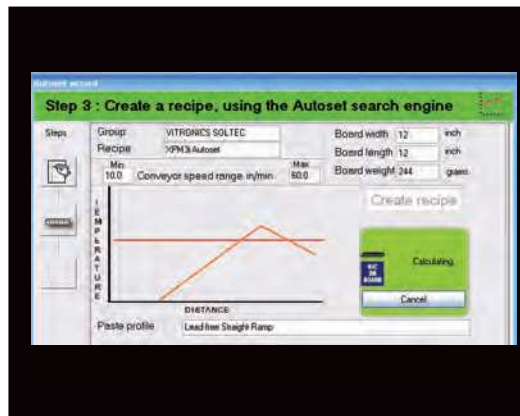 Autoset wizard
Step 3 : Create a recipe, using the Autoset search engine
Steps
Group VITRONICS SOLTEC
Recipe XPM3i Autoset
Min Max
10.0 Conveyor speed range in/min 60.0
Board width 12 inch
Board length 12 inch
Board weight 244 grams
Create recipe
TEMPERATURE
DISTANCE
Calculating
Cancel
Paste profile Lead free Straight Ramp